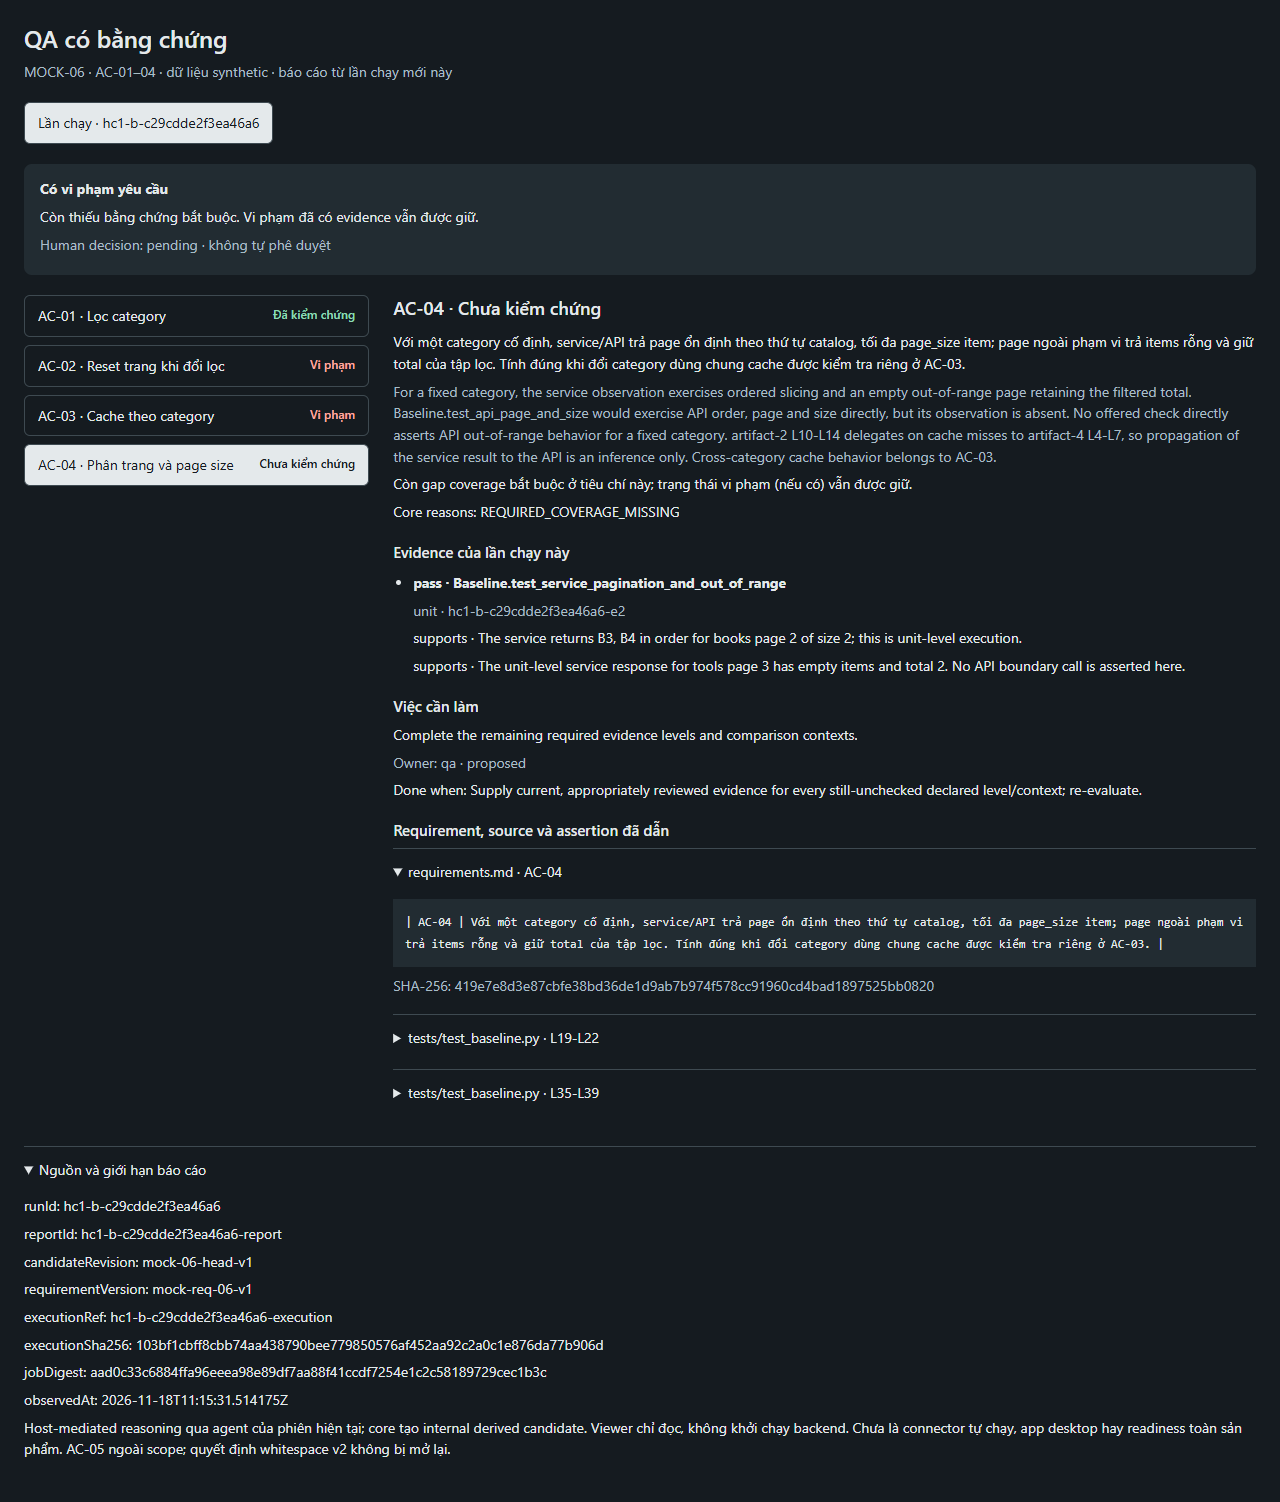 QA có bằng chứng
MOCK-06 · AC-01–04 · dữ liệu synthetic · báo cáo từ lần chạy mới này
Lần chạy · hc1-b-c29cdde2f3ea46a6
Có vi phạm yêu cầu
Còn thiếu bằng chứng bắt buộc. Vi phạm đã có evidence vẫn được giữ.
Human decision: pending · không tự phê duyệt
AC-01 · Lọc category Đã kiểm chứng
AC-02 · Reset trang khi đổi lọc Vi phạm
AC-03 · Cache theo category Vi phạm
AC-04 · Phân trang và page size Chưa kiểm chứng
AC-04 · Chưa kiểm chứng
Với một category cố định, service/API trả page ổn định theo thứ tự catalog, tối đa page_size item; page ngoài phạm vi trả items rỗng và giữ
total của tập lọc. Tính đúng khi đổi category dùng chung cache được kiểm tra riêng ở AC-03.
For a fixed category, the service observation exercises ordered slicing and an empty out-of-range page retaining the filtered total.
Baseline.test_api_page_and_size would exercise API order, page and size directly, but its observation is absent. No offered check directly
asserts API out-of-range behavior for a fixed category. artifact-2 L10-L14 delegates on cache misses to artifact-4 L4-L7, so propagation of
the service result to the API is an inference only. Cross-category cache behavior belongs to AC-03.
Còn gap coverage bắt buộc ở tiêu chí này; trạng thái vi phạm (nếu có) vẫn được giữ.
Core reasons: REQUIRED_COVERAGE_MISSING
Evidence của lần chạy này
• pass · Baseline.test_service_pagination_and_out_of_range
unit · hc1-b-c29cdde2f3ea46a6-e2
supports · The service returns B3, B4 in order for books page 2 of size 2; this is unit-level execution.
supports · The unit-level service response for tools page 3 has empty items and total 2. No API boundary call is asserted here.
Việc cần làm
Complete the remaining required evidence levels and comparison contexts.
Owner: qa · proposed
Done when: Supply current, appropriately reviewed evidence for every still-unchecked declared level/context; re-evaluate.
Requirement, source và assertion đã dẫn
▼ requirements.md · AC-04
| AC-04 | Với một category cố định, service/API trả page ổn định theo thứ tự catalog, tối đa page_size item; page ngoài phạm vi
trả items rỗng và giữ total của tập lọc. Tính đúng khi đổi category dùng chung cache được kiểm tra riêng ở AC-03. |
SHA-256: 419e7e8d3e87cbfe38bd36de1d9ab7b974f578cc91960cd4bad1897525bb0820
▶ tests/test_baseline.py · L19-L22
▶ tests/test_baseline.py · L35-L39
▼ Nguồn và giới hạn báo cáo
runId: hc1-b-c29cdde2f3ea46a6
reportId: hc1-b-c29cdde2f3ea46a6-report
candidateRevision: mock-06-head-v1
requirementVersion: mock-req-06-v1
executionRef: hc1-b-c29cdde2f3ea46a6-execution
executionSha256: 103bf1cbff8cbb74aa438790bee779850576af452aa92c2a0c1e876da77b906d
jobDigest: aad0c33c6884ffa96eeea98e89df7aa88f41ccdf7254e1c2c58189729cec1b3c
observedAt: 2026-11-18T11:15:31.514175Z
Host-mediated reasoning qua agent của phiên hiện tại; core tạo internal derived candidate. Viewer chỉ đọc, không khởi chạy backend. Chưa là connector tự chạy, app desktop hay readiness toàn sản
phẩm. AC-05 ngoài scope; quyết định whitespace v2 không bị mở lại.